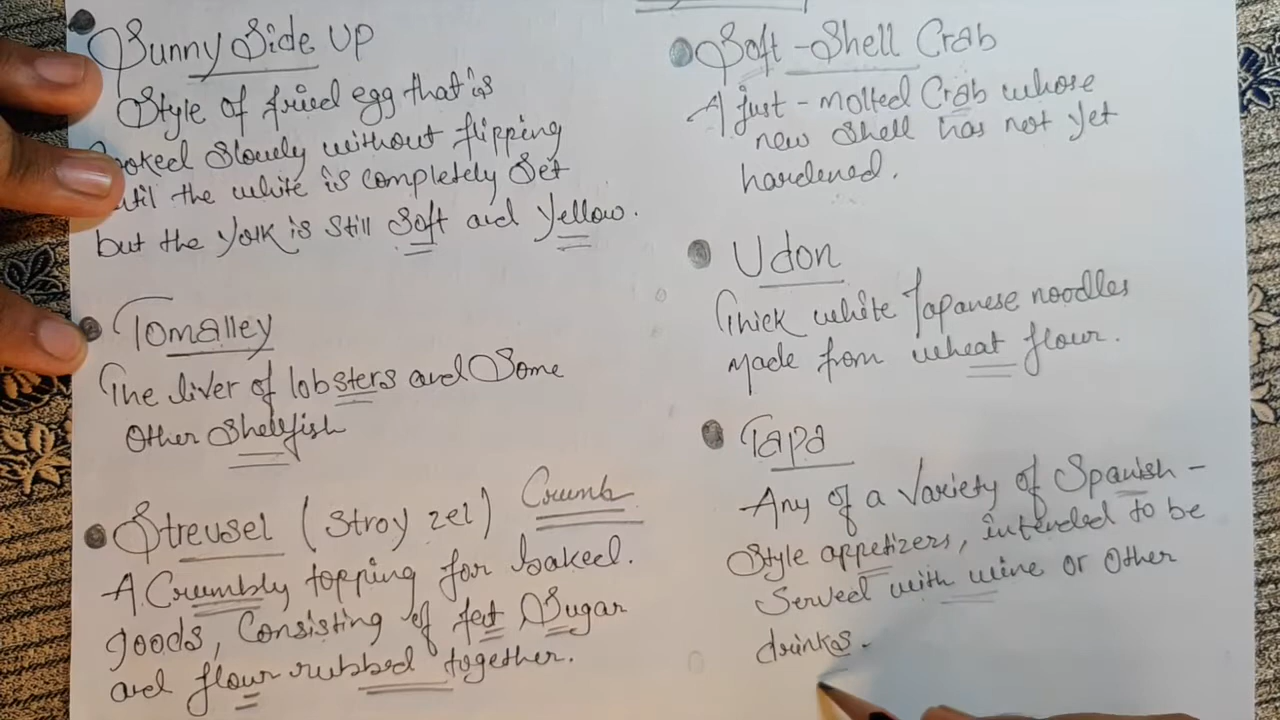 Sunny Side UP
Style of fried egg that is
cooked slowly without flipping
until the white is completely Set
but the york is still soft and yellow.
Tomalley
The liver of lobsters and Some
Other Shellfish
Streusel (Stroy zel) Crumb
A Crumbly topping for baked.
goods, Consisting of fat Sugar
and flour rubbed together.
Soft-Shell Crab
A just-molted Crab whose
new shell has not yet
hardened.
Udon
Thick white Japanese noodles
made from wheat flour.
Tapa
Any of a variety of Spanish-
Style appetizers, intended to be
Served with wine or other
drinks.